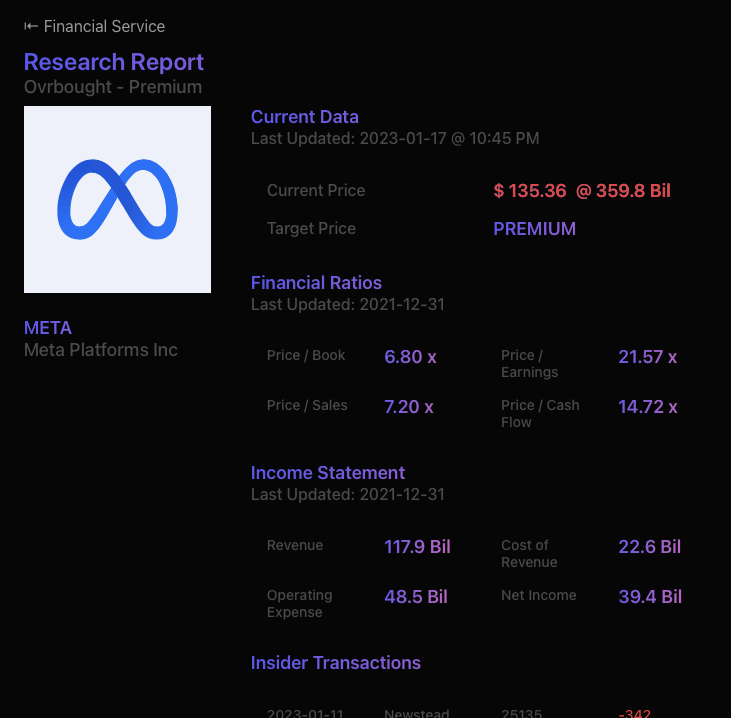 ⇤ Financial Service
Research Report
Ovrbought - Premium
META
Meta Platforms Inc
Current Data
Last Updated: 2023-01-17 @ 10:45 PM
Current Price $ 135.36 @ 359.8 Bil
Target Price PREMIUM
Financial Ratios
Last Updated: 2021-12-31
Price / Book 6.80 x Price /
Earnings 21.57 x
Price / Sales 7.20 x Price / Cash
Flow 14.72 x
Income Statement
Last Updated: 2021-12-31
Revenue 117.9 Bil Cost of
Revenue 22.6 Bil
Operating
Expense 48.5 Bil Net Income 39.4 Bil
Insider Transactions
2023-01-11 Newstead 25135 -342